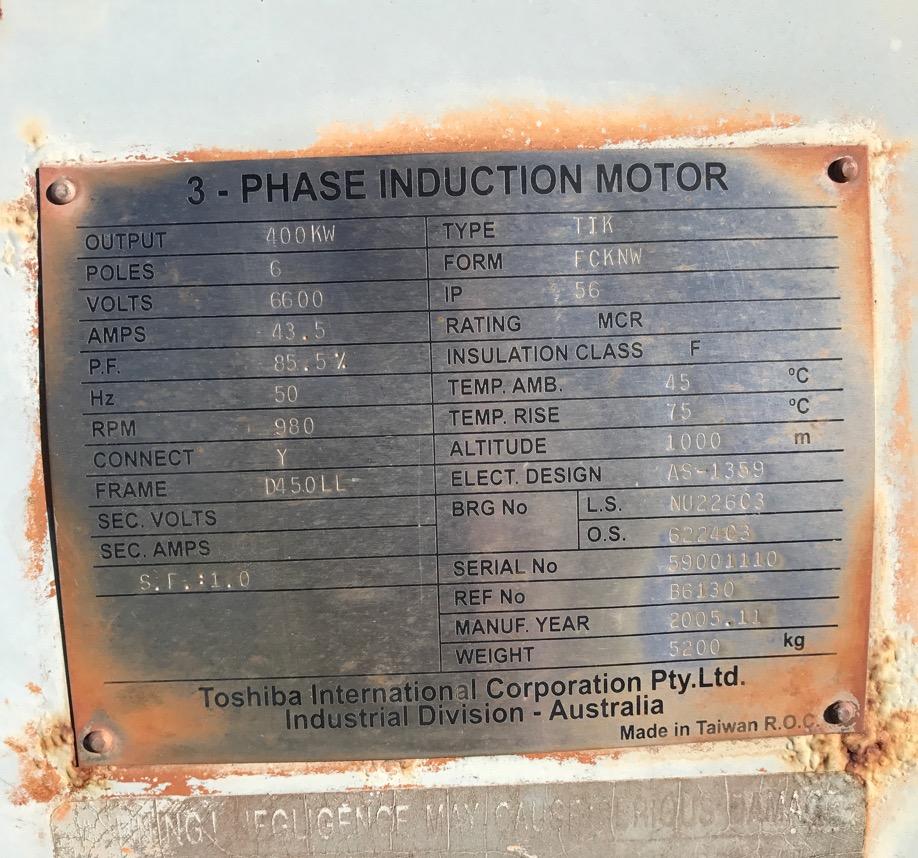 3 - PHASE INDUCTION MOTOR
OUTPUT 400KW
POLES 6
VOLTS 6600
AMPS 43.5
P.F. 85.5%
Hz 50
RPM 980
CONNECT Y
FRAME D450LL
SEC. VOLTS
SEC. AMPS
S.F.:1.0
TYPE TIK
FORM FCKNW
IP 56
RATING MCR
INSULATION CLASS F
TEMP. AMB. 45 °C
TEMP. RISE 75 °C
ALTITUDE 1000 m
ELECT. DESIGN AS-1359
BRG No L.S. NU226C3
O.S. 6224C3
SERIAL No 59001110
REF No B6130
MANUF. YEAR 2005.11
WEIGHT 5200 kg
Toshiba International Corporation Pty.Ltd.
Industrial Division - Australia
Made in Taiwan R.O.C.
NEGLIGENCE MAY CAUSE SERIOUS DAMAGE